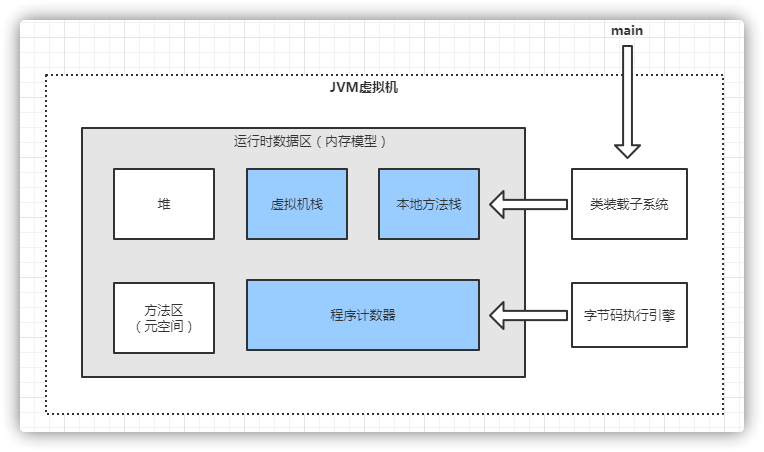 main
JVM虚拟机
运行时数据区（内存模型）
堆
虚拟机栈
本地方法栈
类装载子系统
方法区
（元空间）
程序计数器
字节码执行引擎